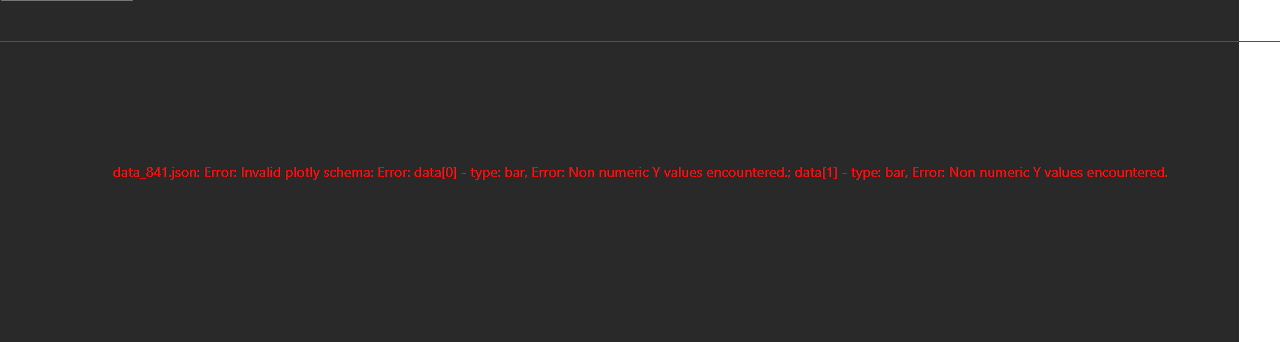 data_841.json: Error: Invalid plotly schema: Error: data[0] - type: bar, Error: Non numeric Y values encountered.; data[1] - type: bar, Error: Non numeric Y values encountered.